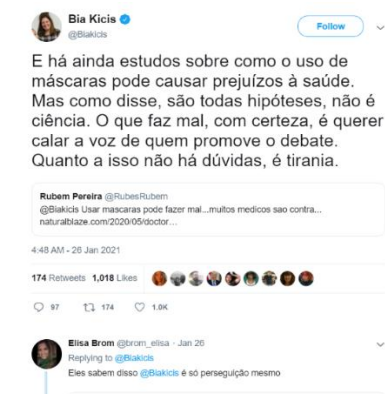 Bia Kicis
@Biakicis
Follow
E há ainda estudos sobre como o uso de
máscaras pode causar prejuízos à saúde.
Mas como disse, são todas hipóteses, não é
ciência. O que faz mal, com certeza, é querer
calar a voz de quem promove o debate.
Quanto a isso não há dúvidas, é tirania.
Rubem Pereira @RubesRubem
@Biakicis Usar mascaras pode fazer mal...muitos medicos sao contra...
naturalblaze.com/2020/05/doctor…
4:48 AM - 26 Jan 2021
174 Retweets 1,018 Likes
97 174 1.0K
Elisa Brom @brom_elisa · Jan 26
Replying to @Biakicis
Eles sabem disso @Biakicis é só perseguição mesmo